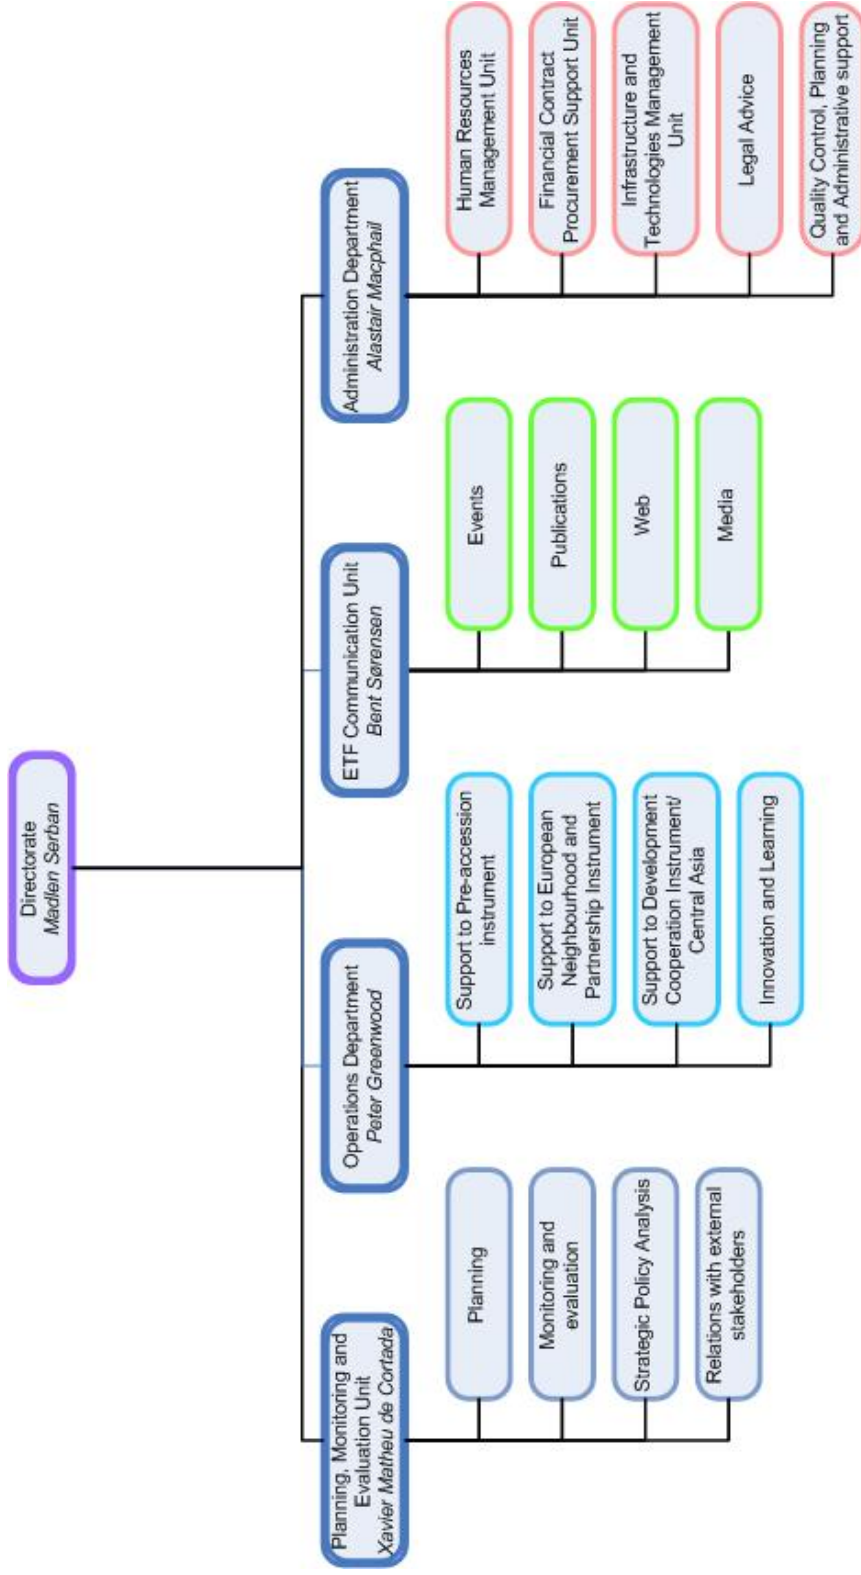 Directorate
Madlen Serban
Planning, Monitoring and
Evaluation Unit
Xavier Matheu de Cortada
Planning
Monitoring and
evaluation
Strategic Policy Analysis
Relations with external
stakeholders
Operations Department
Peter Greenwood
Support to Pre-accession
instrument
Support to European
Neighbourhood and
Partnership Instrument
Support to Development
Cooperation Instrument/
Central Asia
Innovation and Learning
ETF Communication Unit
Bent Sørensen
Events
Publications
Web
Media
Administration Department
Alastair Macphail
Human Resources
Management Unit
Financial Contract
Procurement Support Unit
Infrastructure and
Technologies Management
Unit
Legal Advice
Quality Control, Planning
and Administrative support